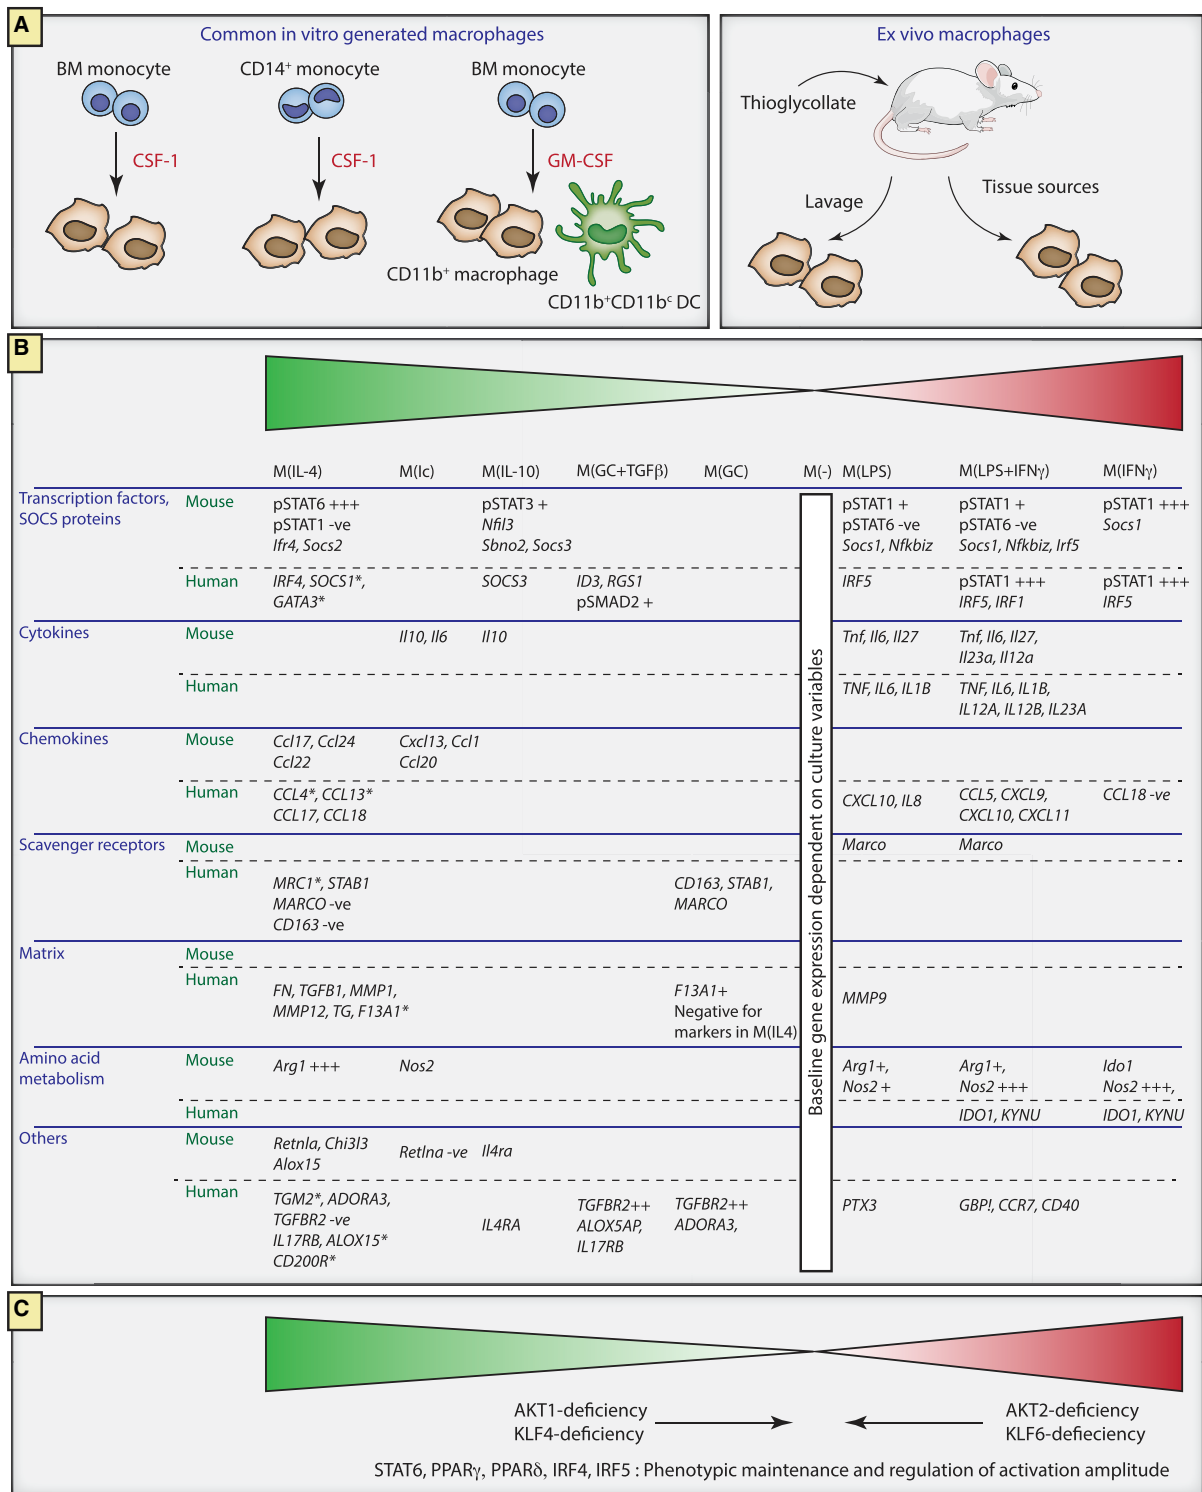 A
Common in vitro generated macrophages
BM monocyte
CD14⁺ monocyte
BM monocyte
CSF-1
CSF-1
GM-CSF
CD11b⁺ macrophage
CD11b⁺CD11bᶜ DC
Ex vivo macrophages
Thioglycollate
Lavage
Tissue sources
B
M(IL-4) M(Ic) M(IL-10) M(GC+TGFβ) M(GC) M(-) M(LPS) M(LPS+IFNγ) M(IFNγ)
Baseline gene expression dependent on culture variables
Transcription factors,
SOCS proteins
Mouse
pSTAT6 +++
pSTAT1 -ve
Ifr4, Socs2
pSTAT3 +
Nfil3
Sbno2, Socs3
pSTAT1 +
pSTAT6 -ve
Socs1, Nfkbiz
pSTAT1 +
pSTAT6 -ve
Socs1, Nfkbiz, Irf5
pSTAT1 +++
Socs1
Human
IRF4, SOCS1*,
GATA3*
SOCS3
ID3, RGS1
pSMAD2 +
IRF5
pSTAT1 +++
IRF5, IRF1
pSTAT1 +++
IRF5
Cytokines
Mouse
Il10, Il6
Il10
Tnf, Il6, Il27
Tnf, Il6, Il27,
Il23a, Il12a
Human
TNF, IL6, IL1B
TNF, IL6, IL1B,
IL12A, IL12B, IL23A
Chemokines
Mouse
Ccl17, Ccl24
Ccl22
Cxcl13, Ccl1
Ccl20
Human
CCL4*, CCL13*
CCL17, CCL18
CXCL10, IL8
CCL5, CXCL9,
CXCL10, CXCL11
CCL18 -ve
Scavenger receptors
Mouse
Marco
Marco
Human
MRC1*, STAB1
MARCO -ve
CD163 -ve
CD163, STAB1,
MARCO
Matrix
Mouse
Human
FN, TGFB1, MMP1,
MMP12, TG, F13A1*
F13A1+
Negative for
markers in M(IL4)
MMP9
Amino acid
metabolism
Mouse
Arg1 +++
Nos2
Arg1+,
Nos2 +
Arg1+,
Nos2 +++
Ido1
Nos2 +++,
Human
IDO1, KYNU
IDO1, KYNU
Others
Mouse
Retnla, Chi3l3
Alox15
Retlna -ve
Il4ra
Human
TGM2*, ADORA3,
TGFBR2 -ve
IL17RB, ALOX15*
CD200R*
IL4RA
TGFBR2++
ALOX5AP,
IL17RB
TGFBR2++
ADORA3,
PTX3
GBP!, CCR7, CD40
C
AKT1-deficiency
KLF4-deficiency
AKT2-deficiency
KLF6-defieciency
STAT6, PPARγ, PPARδ, IRF4, IRF5 : Phenotypic maintenance and regulation of activation amplitude